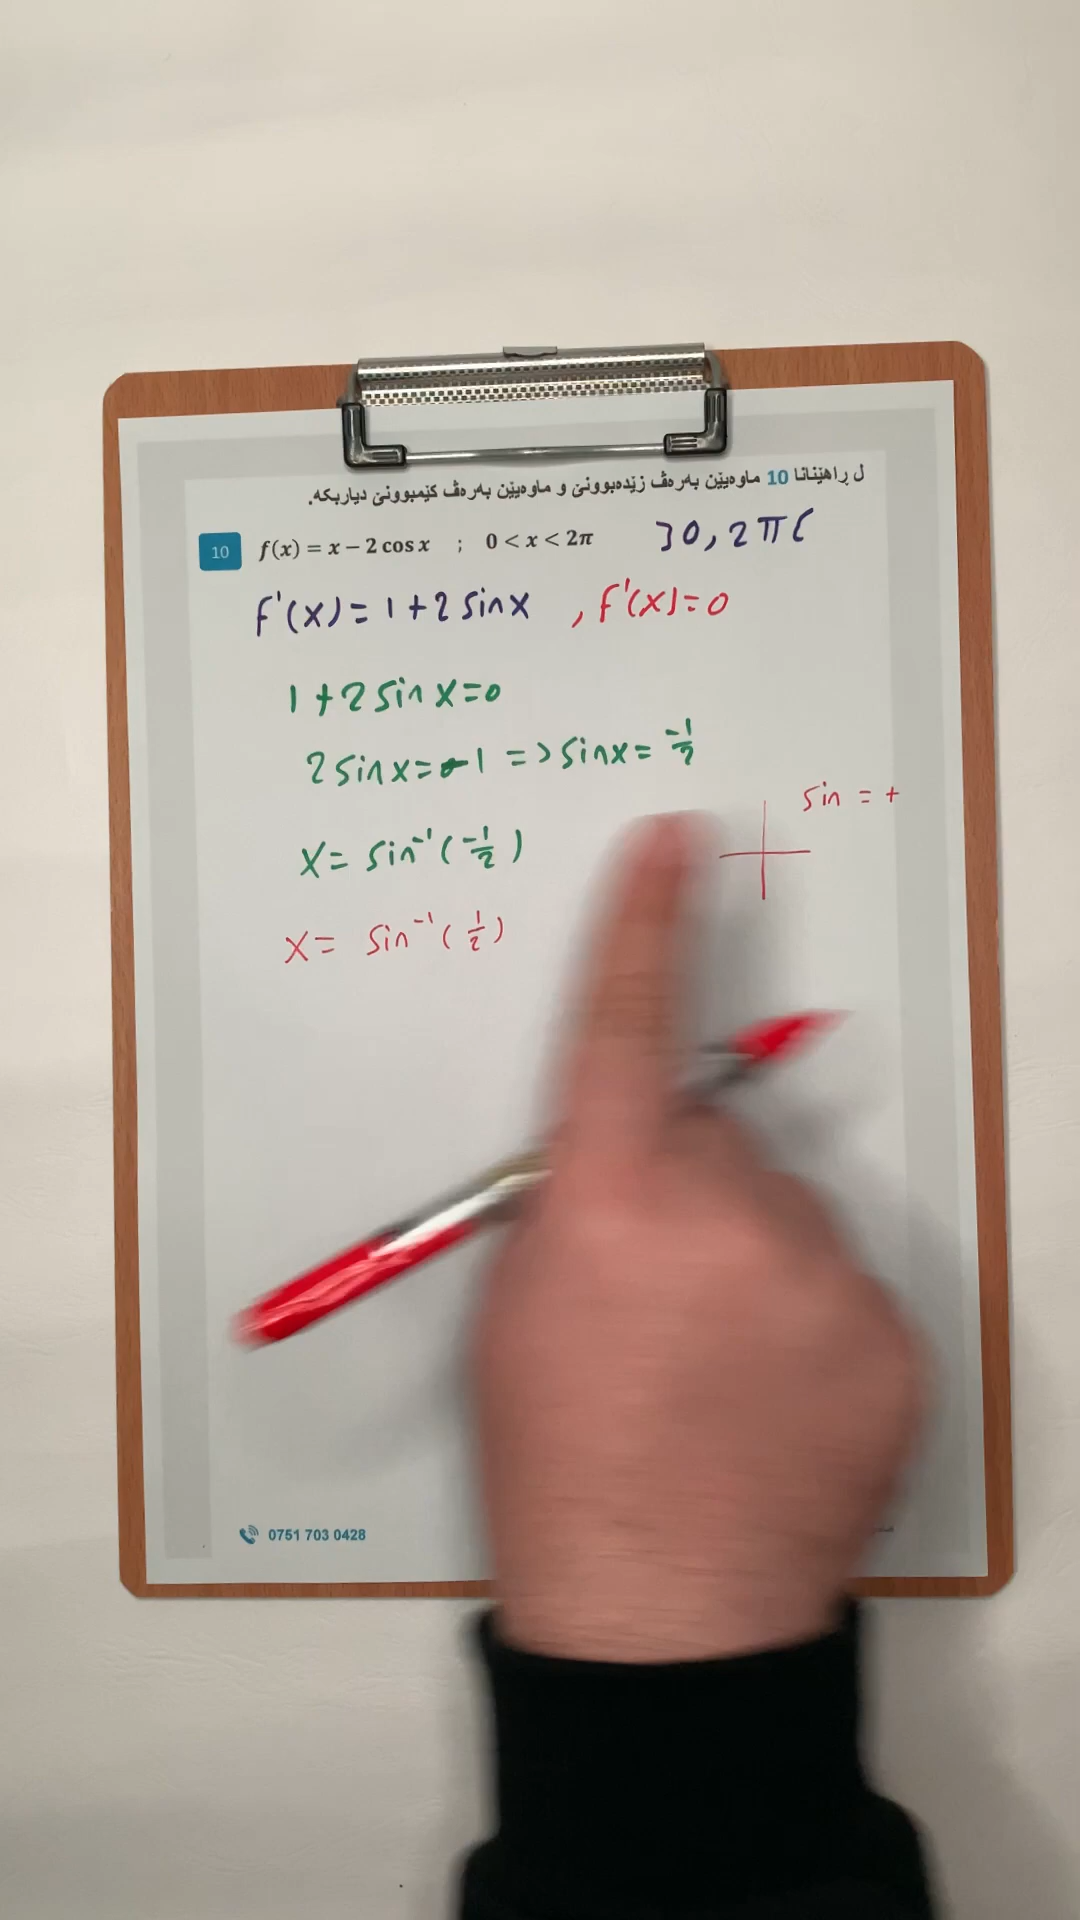 ل ڕاهێنانا 10 ماوەیێن بەرەڤ زێدەبوونێ و ماوەیێن بەرەڤ کێمبوونێ دیاربکە.
10 f(x) = x − 2 cos x ; 0 < x < 2π ]0, 2π[
f'(x) = 1 + 2 sin x , f'(x) = 0
1 + 2 sin x = 0
2 sin x = -1 => sin x = -1/2
sin = +
x = sin⁻¹(-1/2)
x = sin⁻¹(1/2)
0751 703 0428